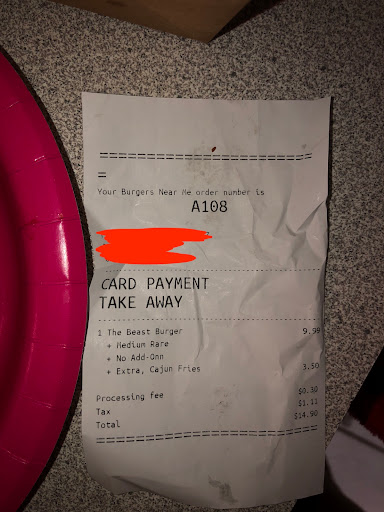 ==============================
=
Your Burgers Near Me order number is
A108
CARD PAYMENT
TAKE AWAY
1 The Beast Burger 9.99
+ Medium Rare
+ No Add-Onn
+ Extra, Cajun Fries 3.50
Processing fee $0.30
Tax $1.11
Total $14.90
==============================